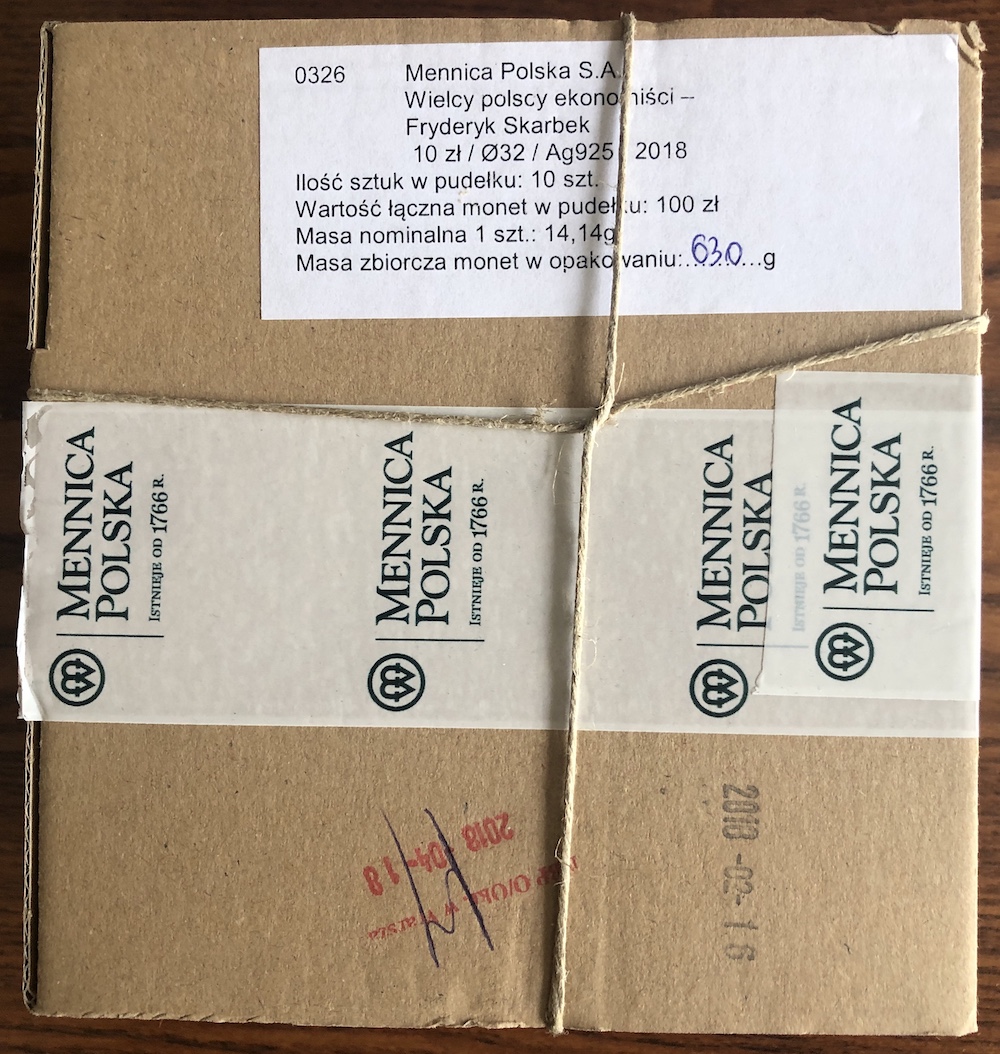 0326 Mennica Polska S.A.
Wielcy polscy ekonomiści –
Fryderyk Skarbek
10 zł / Ø32 / Ag925 / 2018
Ilość sztuk w pudełku: 10 szt.
Wartość łączna monet w pudełku: 100 zł
Masa nominalna 1 szt.: 14,14g
Masa zbiorcza monet w opakowaniu:..630...g
MENNICA
POLSKA
ISTNIEJE OD 1766 R.
MENNICA
POLSKA
ISTNIEJE OD 1766 R.
MENNICA
POLSKA
ISTNIEJE OD 1766 R.
MENNICA
POLSKA
ISTNIEJE OD 1766 R.
2018 -04-18
w
2018 -02- 16